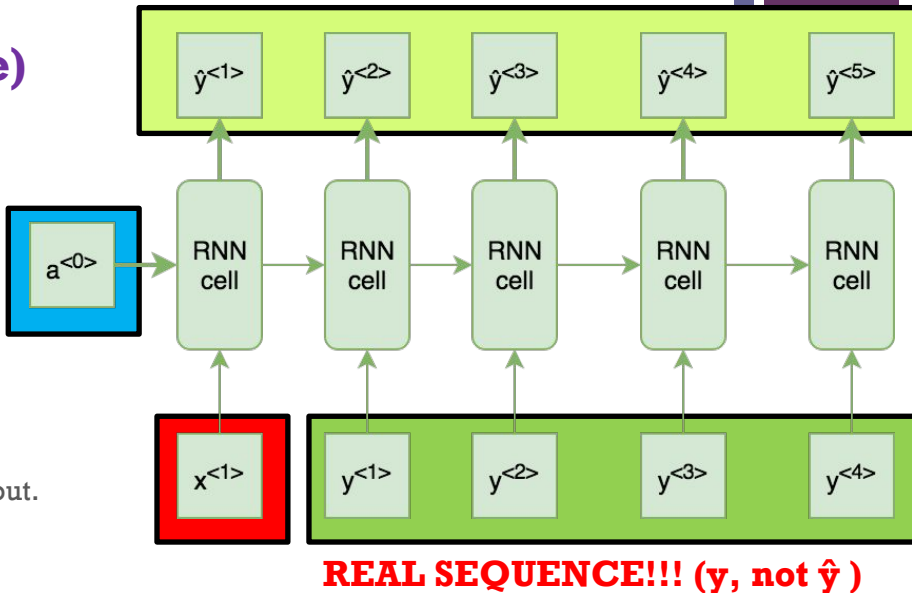 e)
ŷ<1> ŷ<2> ŷ<3> ŷ<4> ŷ<5>
a<0>
RNN cell RNN cell RNN cell RNN cell RNN cell
x<1> y<1> y<2> y<3> y<4>
out.
REAL SEQUENCE!!! (y, not ŷ )